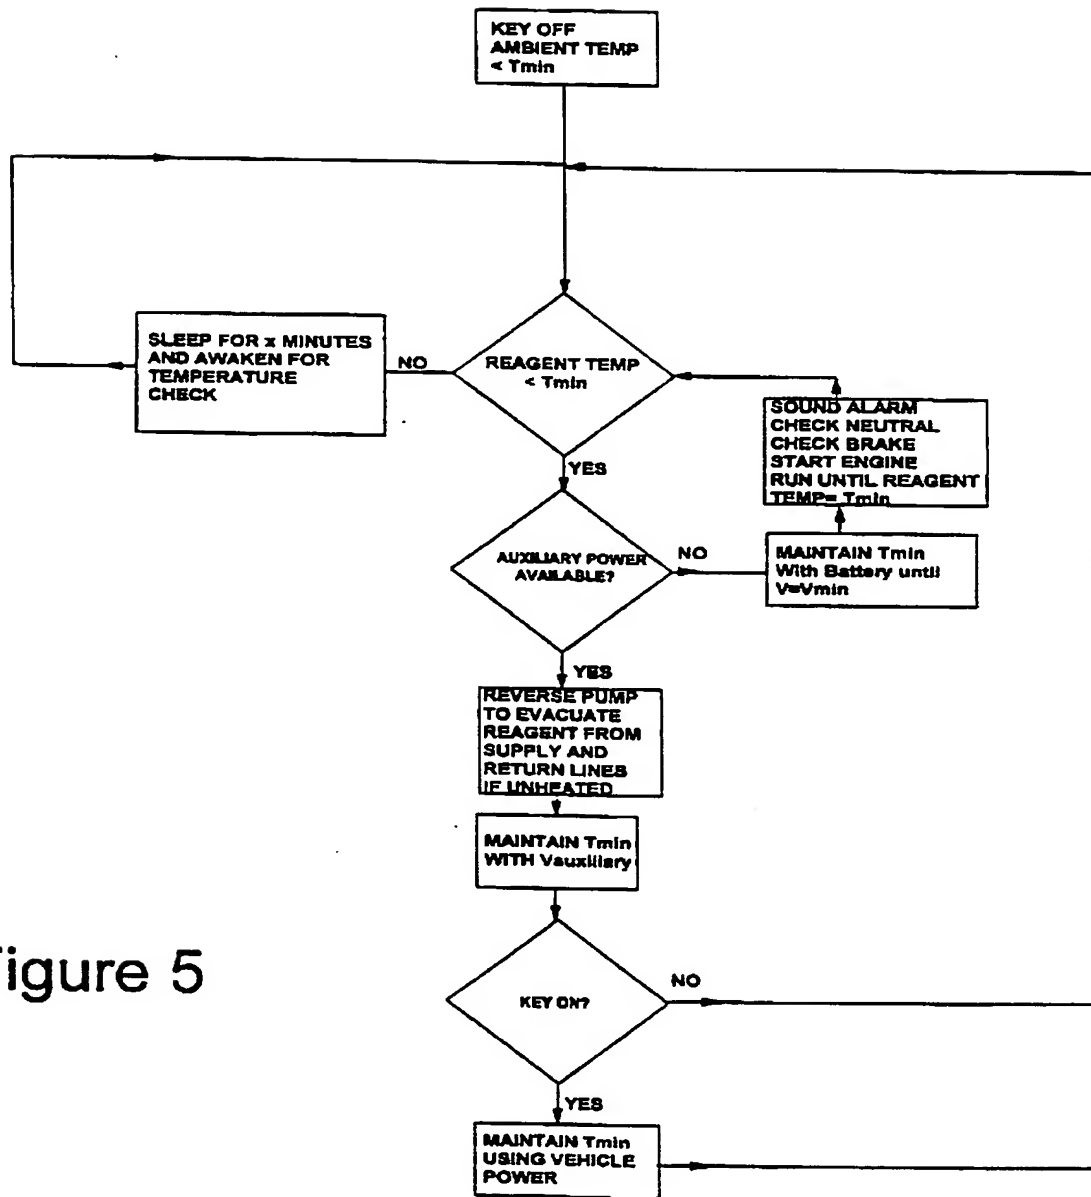 KEY OFF
AMBIENT TEMP
< Tmin
REAGENT TEMP
< Tmin
NO
SLEEP FOR x MINUTES
AND AWAKEN FOR
TEMPERATURE
CHECK
YES
SOUND ALARM
CHECK NEUTRAL
CHECK BRAKE
START ENGINE
RUN UNTIL REAGENT
TEMP= Tmin
AUXILIARY POWER
AVAILABLE?
NO
MAINTAIN Tmin
With Battery until
V=Vmin
YES
REVERSE PUMP
TO EVACUATE
REAGENT FROM
SUPPLY AND
RETURN LINES
IF UNHEATED
MAINTAIN Tmin
WITH Vauxiliary
KEY ON?
NO
YES
MAINTAIN Tmin
USING VEHICLE
POWER
Figure 5